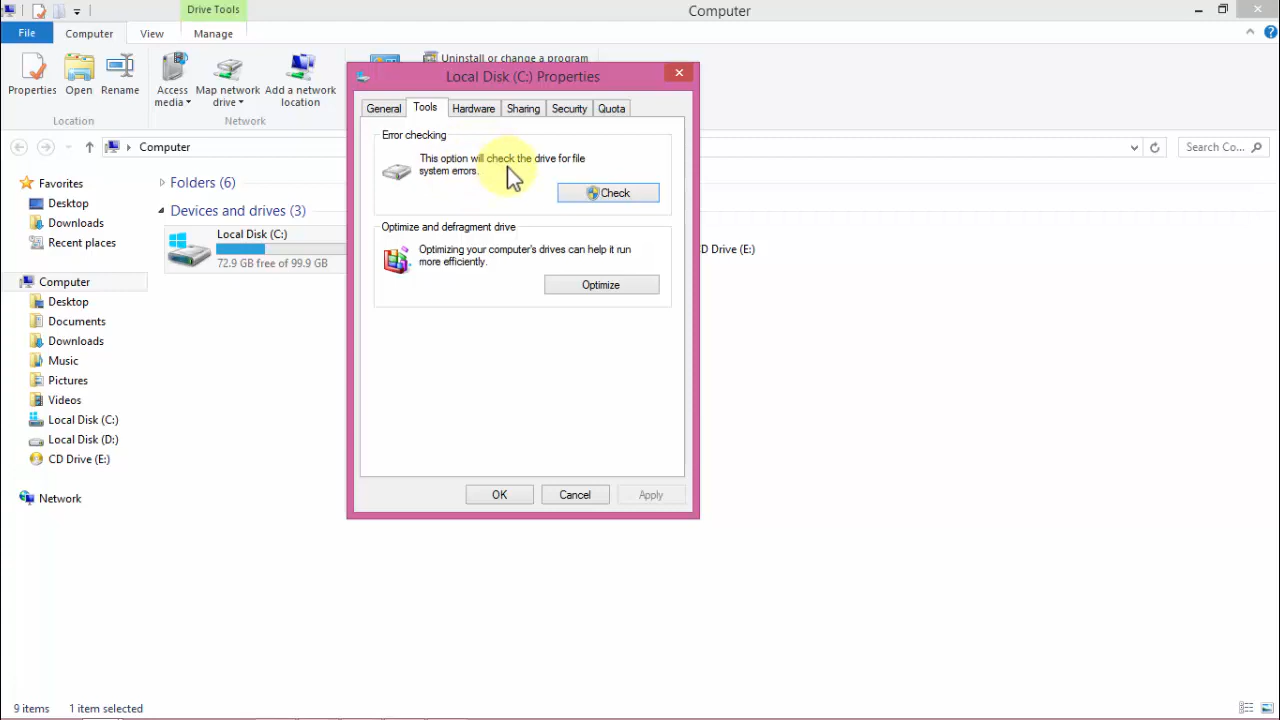 Drive Tools
Computer
File
Computer
View
Manage
Properties
Open
Rename
Access media
Map network drive
Add a network location
Uninstall or change a program
Location
Network
Computer
Search Co...
Local Disk (C:) Properties
General
Tools
Hardware
Sharing
Security
Quota
Error checking
This option will check the drive for file
system errors.
Check
Optimize and defragment drive
Optimizing your computer's drives can help it run
more efficiently.
Optimize
OK
Cancel
Apply
Favorites
Desktop
Downloads
Recent places
Computer
Desktop
Documents
Downloads
Music
Pictures
Videos
Local Disk (C:)
Local Disk (D:)
CD Drive (E:)
Network
Folders (6)
Devices and drives (3)
Local Disk (C:)
72.9 GB free of 99.9 GB
D Drive (E:)
9 items
1 item selected